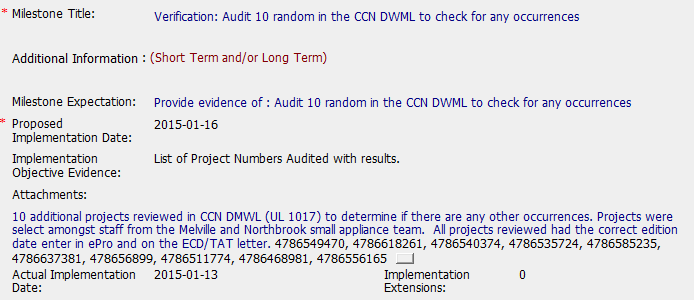 * Milestone Title: Verification: Audit 10 random in the CCN DWML to check for any occurrences
Additional Information : (Short Term and/or Long Term)
Milestone Expectation: Provide evidence of : Audit 10 random in the CCN DWML to check for any occurrences
* Proposed 2015-01-16
Implementation Date:
Implementation List of Project Numbers Audited with results.
Objective Evidence:
Attachments:
10 additional projects reviewed in CCN DMWL (UL 1017) to determine if there are any other occurrences. Projects were
select amongst staff from the Melville and Northbrook small appliance team.  All projects reviewed had the correct edition
date enter in ePro and on the ECD/TAT letter. 4786549470, 4786618261, 4786540374, 4786535724, 4786585235,
4786637381, 478656899, 4786511774, 4786468981, 4786556165
Actual Implementation 2015-01-13 Implementation 0
Date: Extensions: